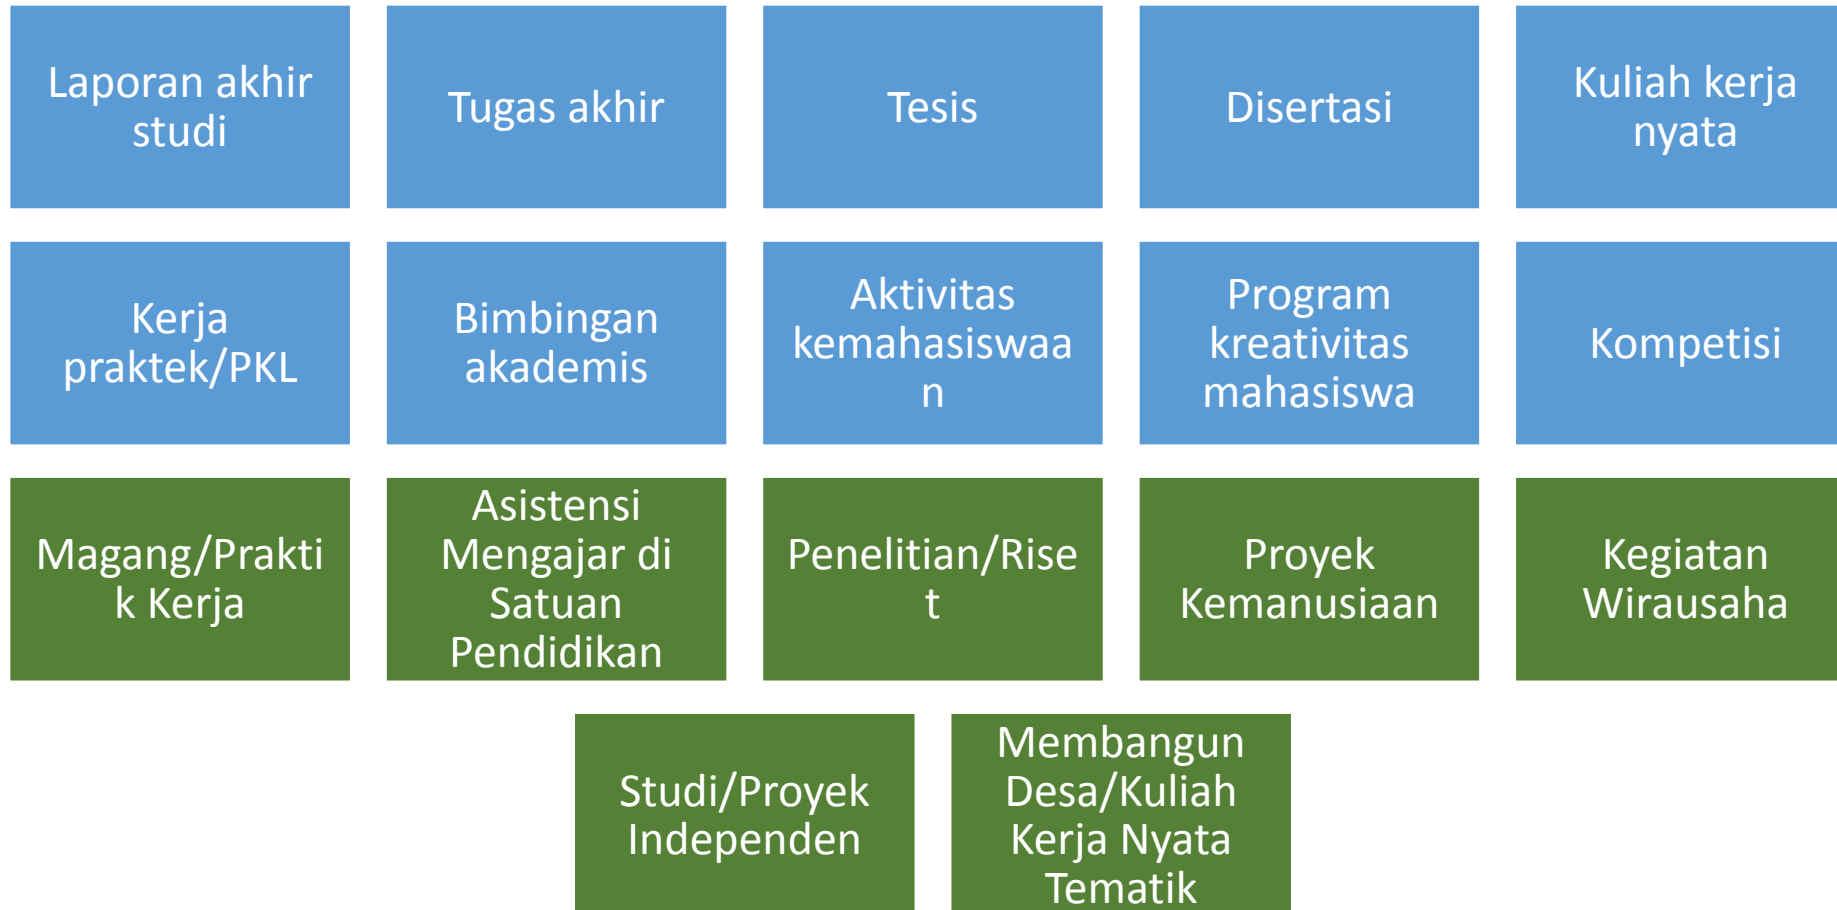 Laporan akhir
studi
Tugas akhir
Tesis
Disertasi
Kuliah kerja
nyata
Kerja
praktek/PKL
Bimbingan
akademis
Aktivitas
kemahasiswaa
n
Program
kreativitas
mahasiswa
Kompetisi
Magang/Prakti
k Kerja
Asistensi
Mengajar di
Satuan
Pendidikan
Penelitian/Rise
t
Proyek
Kemanusiaan
Kegiatan
Wirausaha
Studi/Proyek
Independen
Membangun
Desa/Kuliah
Kerja Nyata
Tematik